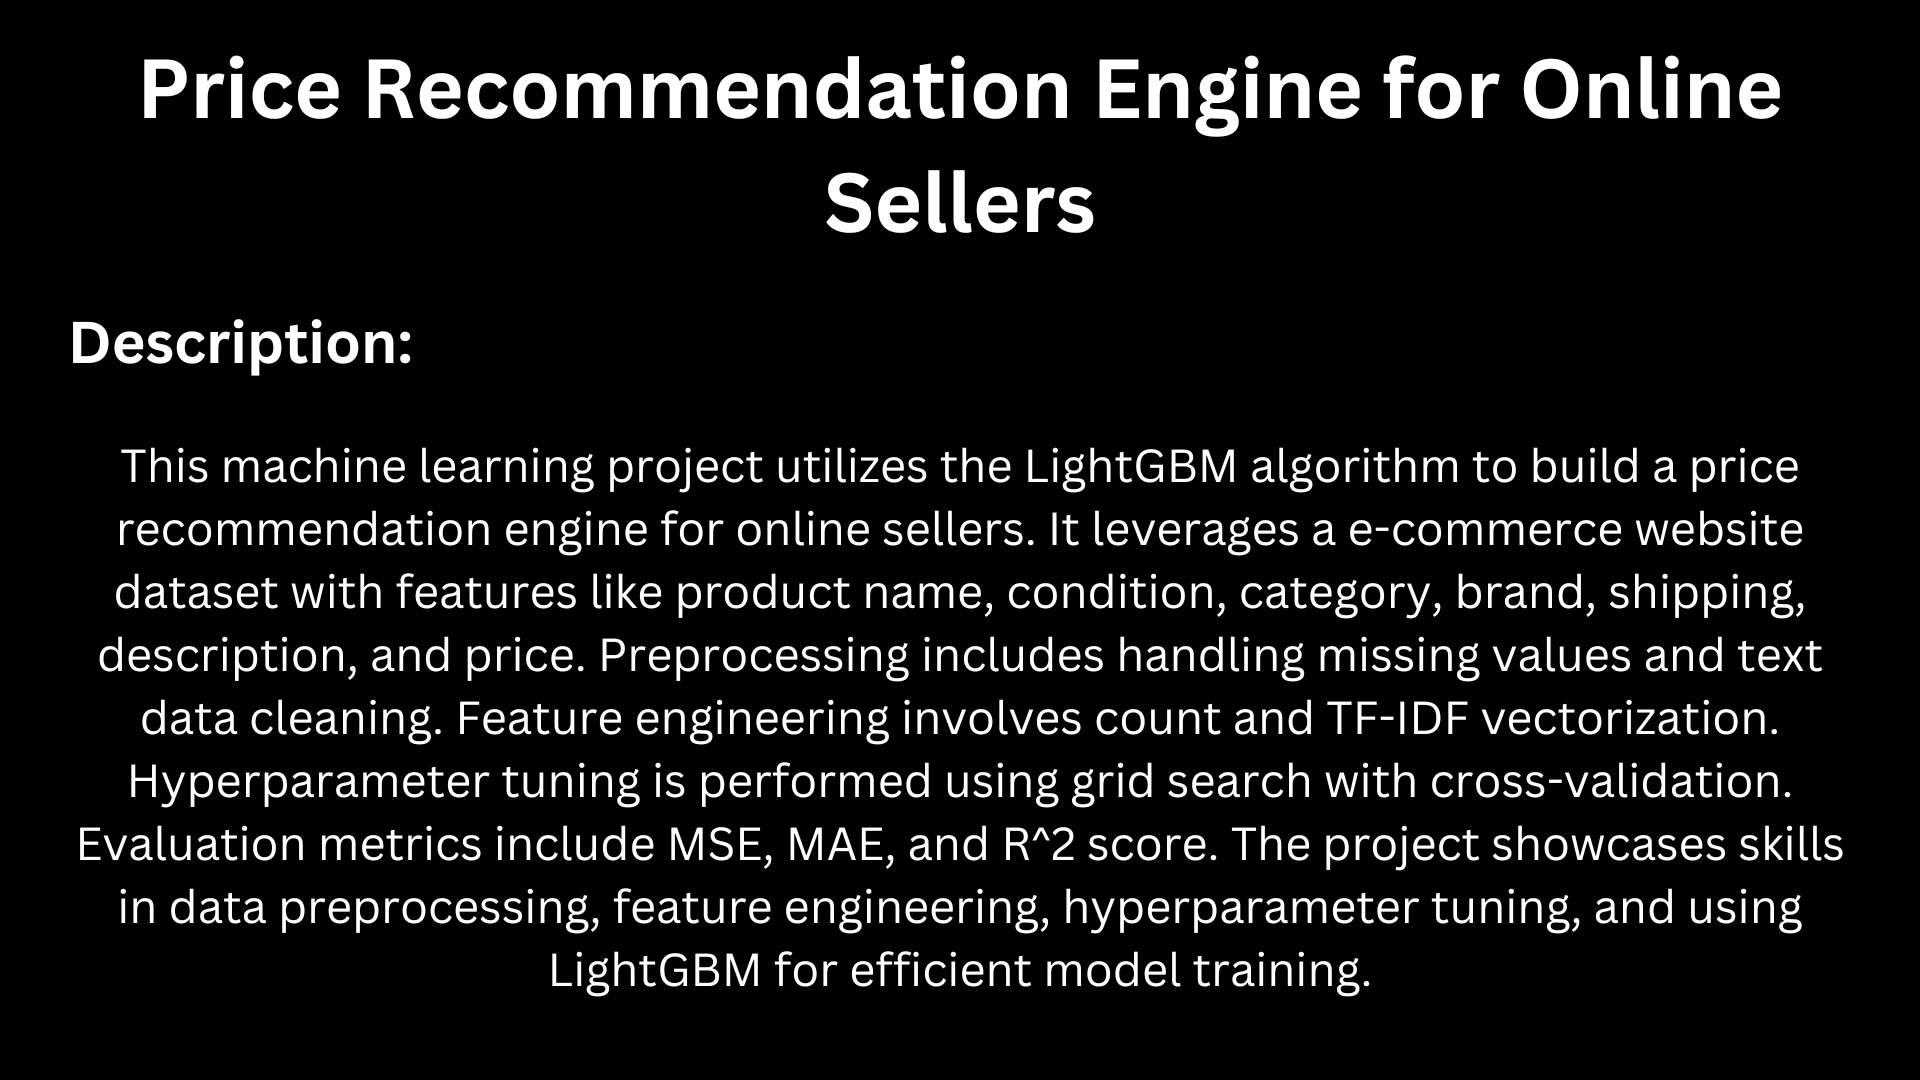 Price Recommendation Engine for Online
Sellers
Description:
This machine learning project utilizes the LightGBM algorithm to build a price
recommendation engine for online sellers. It leverages a e-commerce website
dataset with features like product name, condition, category, brand, shipping,
description, and price. Preprocessing includes handling missing values and text
data cleaning. Feature engineering involves count and TF-IDF vectorization.
Hyperparameter tuning is performed using grid search with cross-validation.
Evaluation metrics include MSE, MAE, and R^2 score. The project showcases skills
in data preprocessing, feature engineering, hyperparameter tuning, and using
LightGBM for efficient model training.